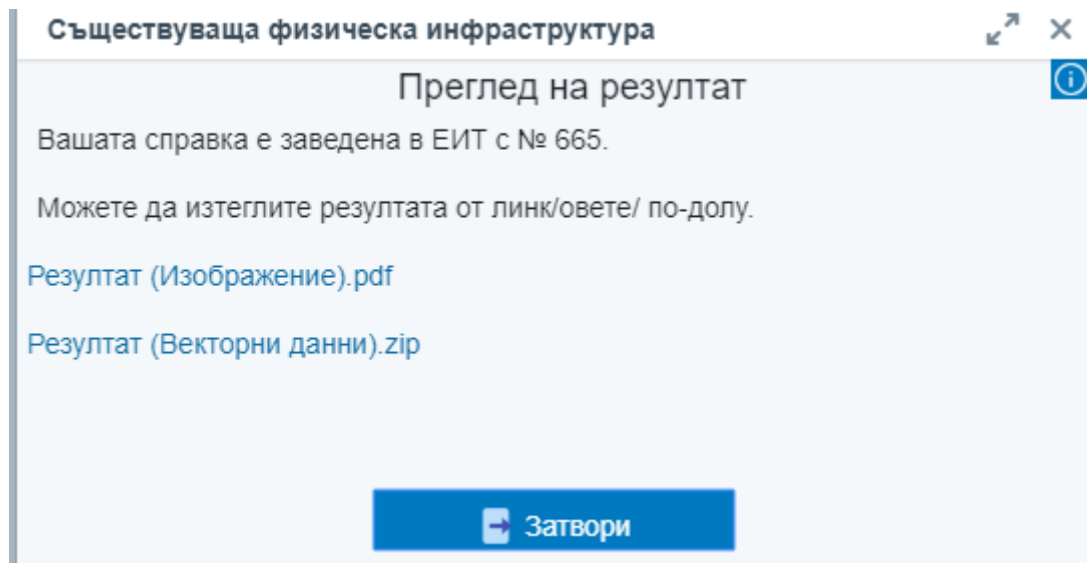 Съществуваща физическа инфраструктура
Преглед на резултат
Вашата справка е заведена в ЕИТ с № 665.
Можете да изтеглите резултата от линк/овете/ по-долу.
Резултат (Изображение).pdf
Резултат (Векторни данни).zip
Затвори